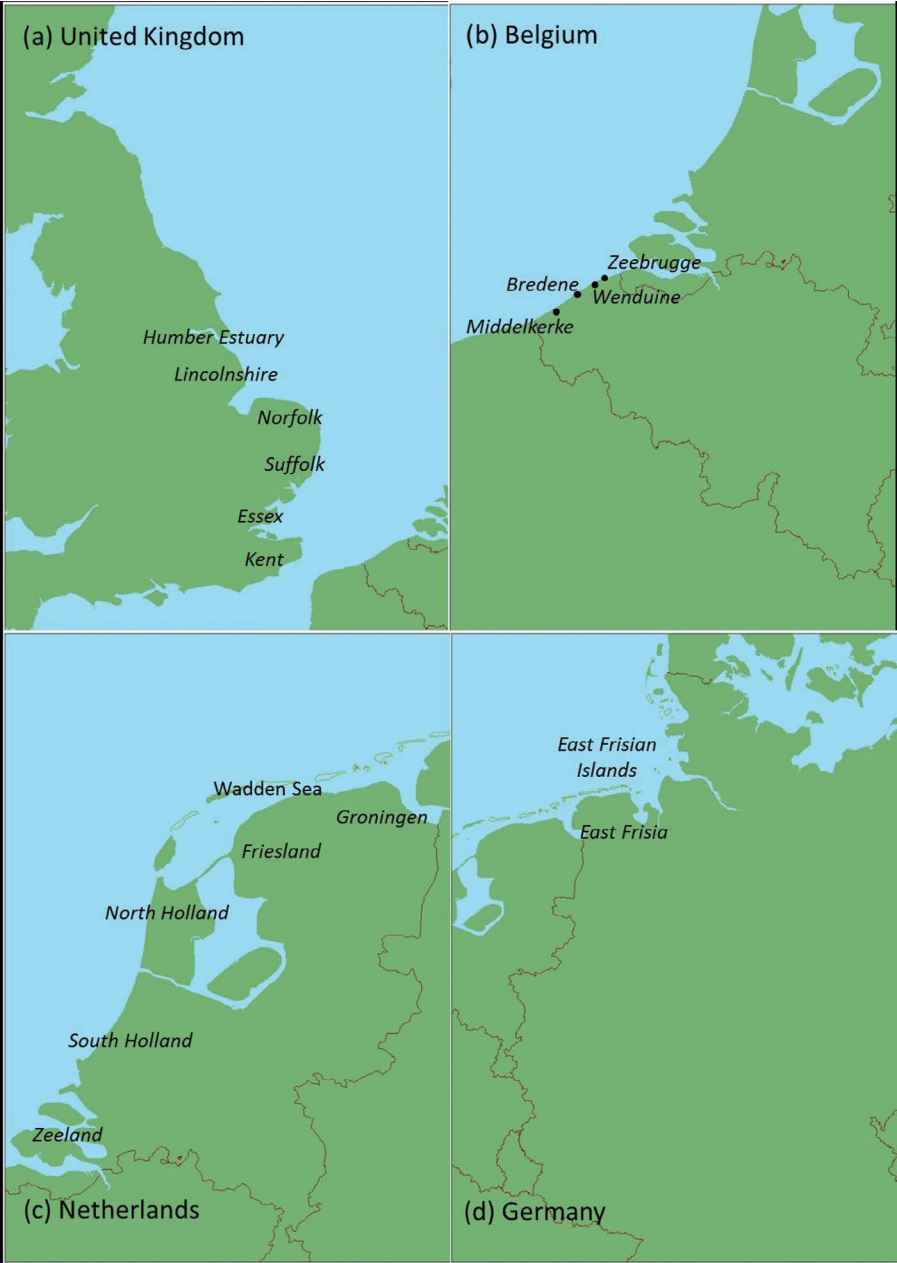 (a) United Kingdom
Humber Estuary
Lincolnshire
Norfolk
Suffolk
Essex
Kent
(b) Belgium
Zeebrugge
Bredene
Wenduine
Middelkerke
Wadden Sea
Groningen
Friesland
North Holland
South Holland
Zeeland
(c) Netherlands
East Frisian
Islands
East Frisia
(d) Germany